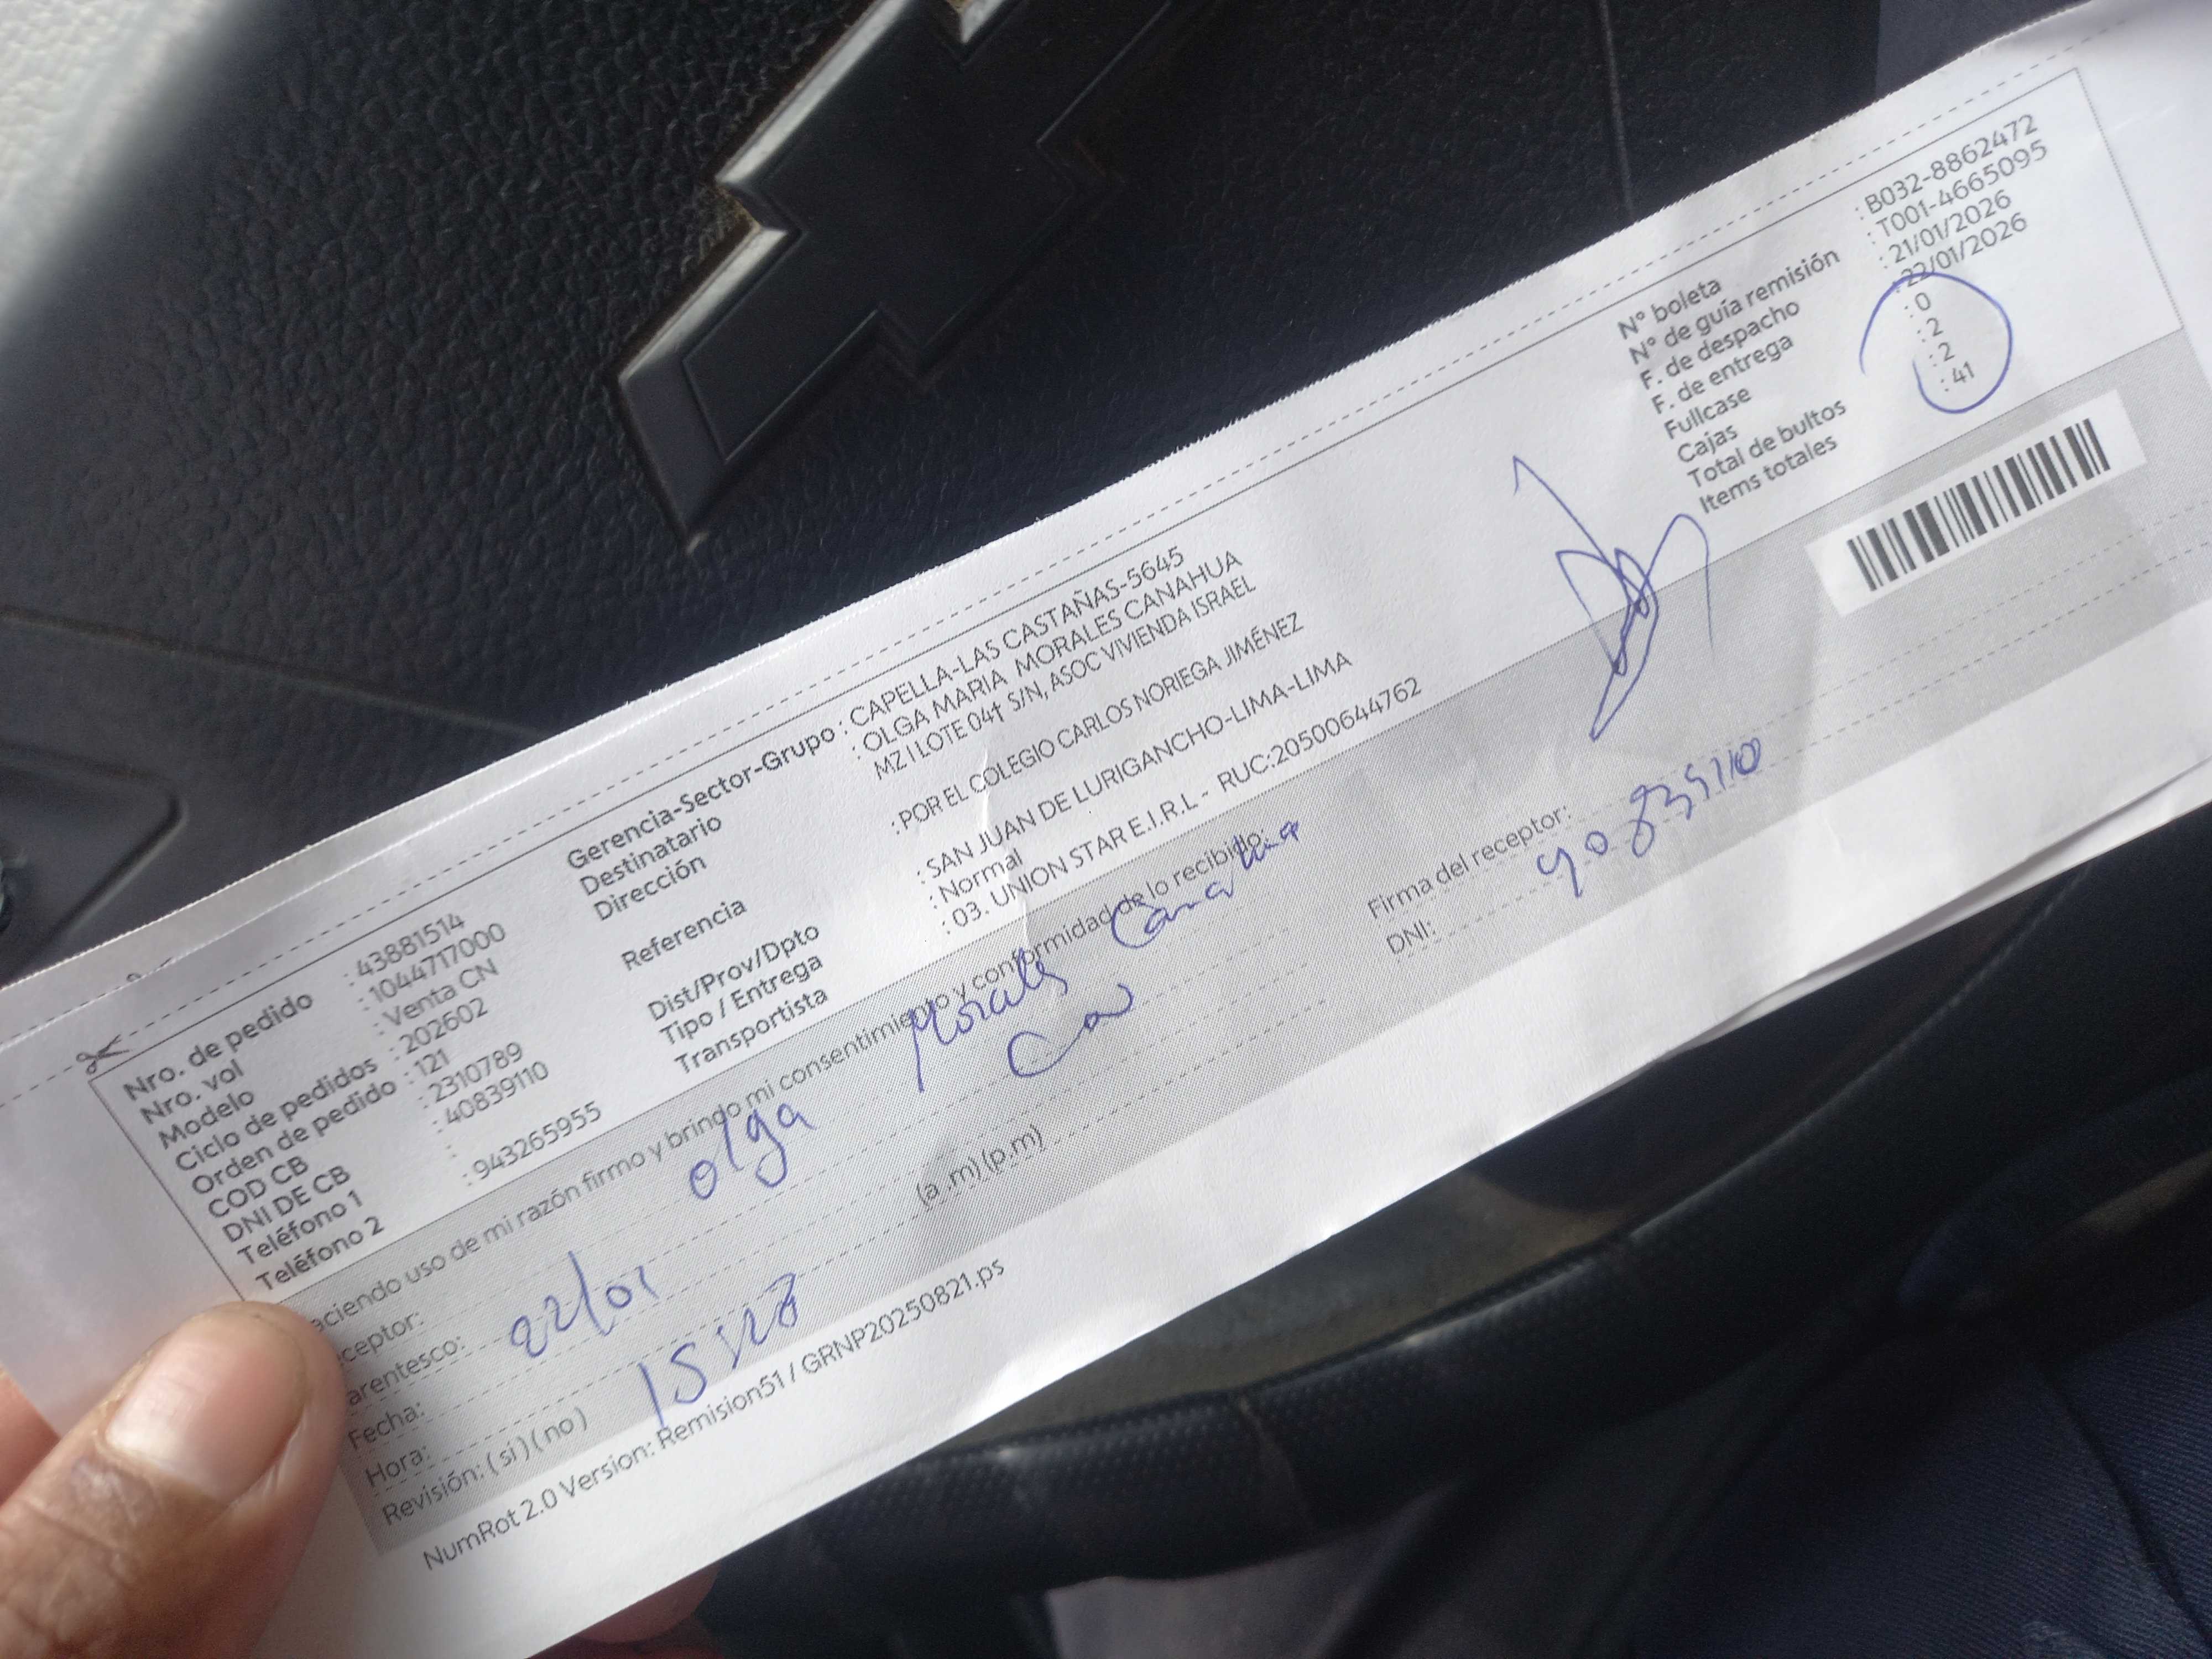 Nro. de pedido : 43881514
Nro. vol : 1044717000
Modelo : Venta CN
Ciclo de pedidos : 202602
Orden de pedido : 121
COD CB : 2310789
DNI DE CB : 40839110
Teléfono 1 :
Teléfono 2 : 943265955
Gerencia-Sector-Grupo : CAPELLA-LAS CASTAÑAS-5645
Destinatario : OLGA MARIA MORALES CANAHUA
Dirección MZ I LOTE 04† S/N, ASOC VIVIENDA ISRAEL
Referencia : POR EL COLEGIO CARLOS NORIEGA JIMÉNEZ
Dist/Prov/Dpto : SAN JUAN DE LURIGANCHO-LIMA-LIMA
Tipo / Entrega : Normal
Transportista : 03. UNION STAR E.I.R.L - RUC:20500644762
N° boleta : B032-8862472
N° de guía remisión : T001-4665095
F. de despacho : 21/01/2026
F. de entrega : 22/01/2026
Fullcase : 0
Cajas : 2
Total de bultos : 2
Items totales : 41
aciendo uso de mi razón firmo y brindo mi consentimiento y conformidad de lo recibido:
ceptor: Olga Morales Canahua
arentesco:
Fecha: 22/01
Hora: (a .m) (p.m)
Revisión: ( si ) ( no )
Firma del receptor:
DNI: 40839110
NumRot 2.0 Version: Remision51 / GRNP20250821.ps